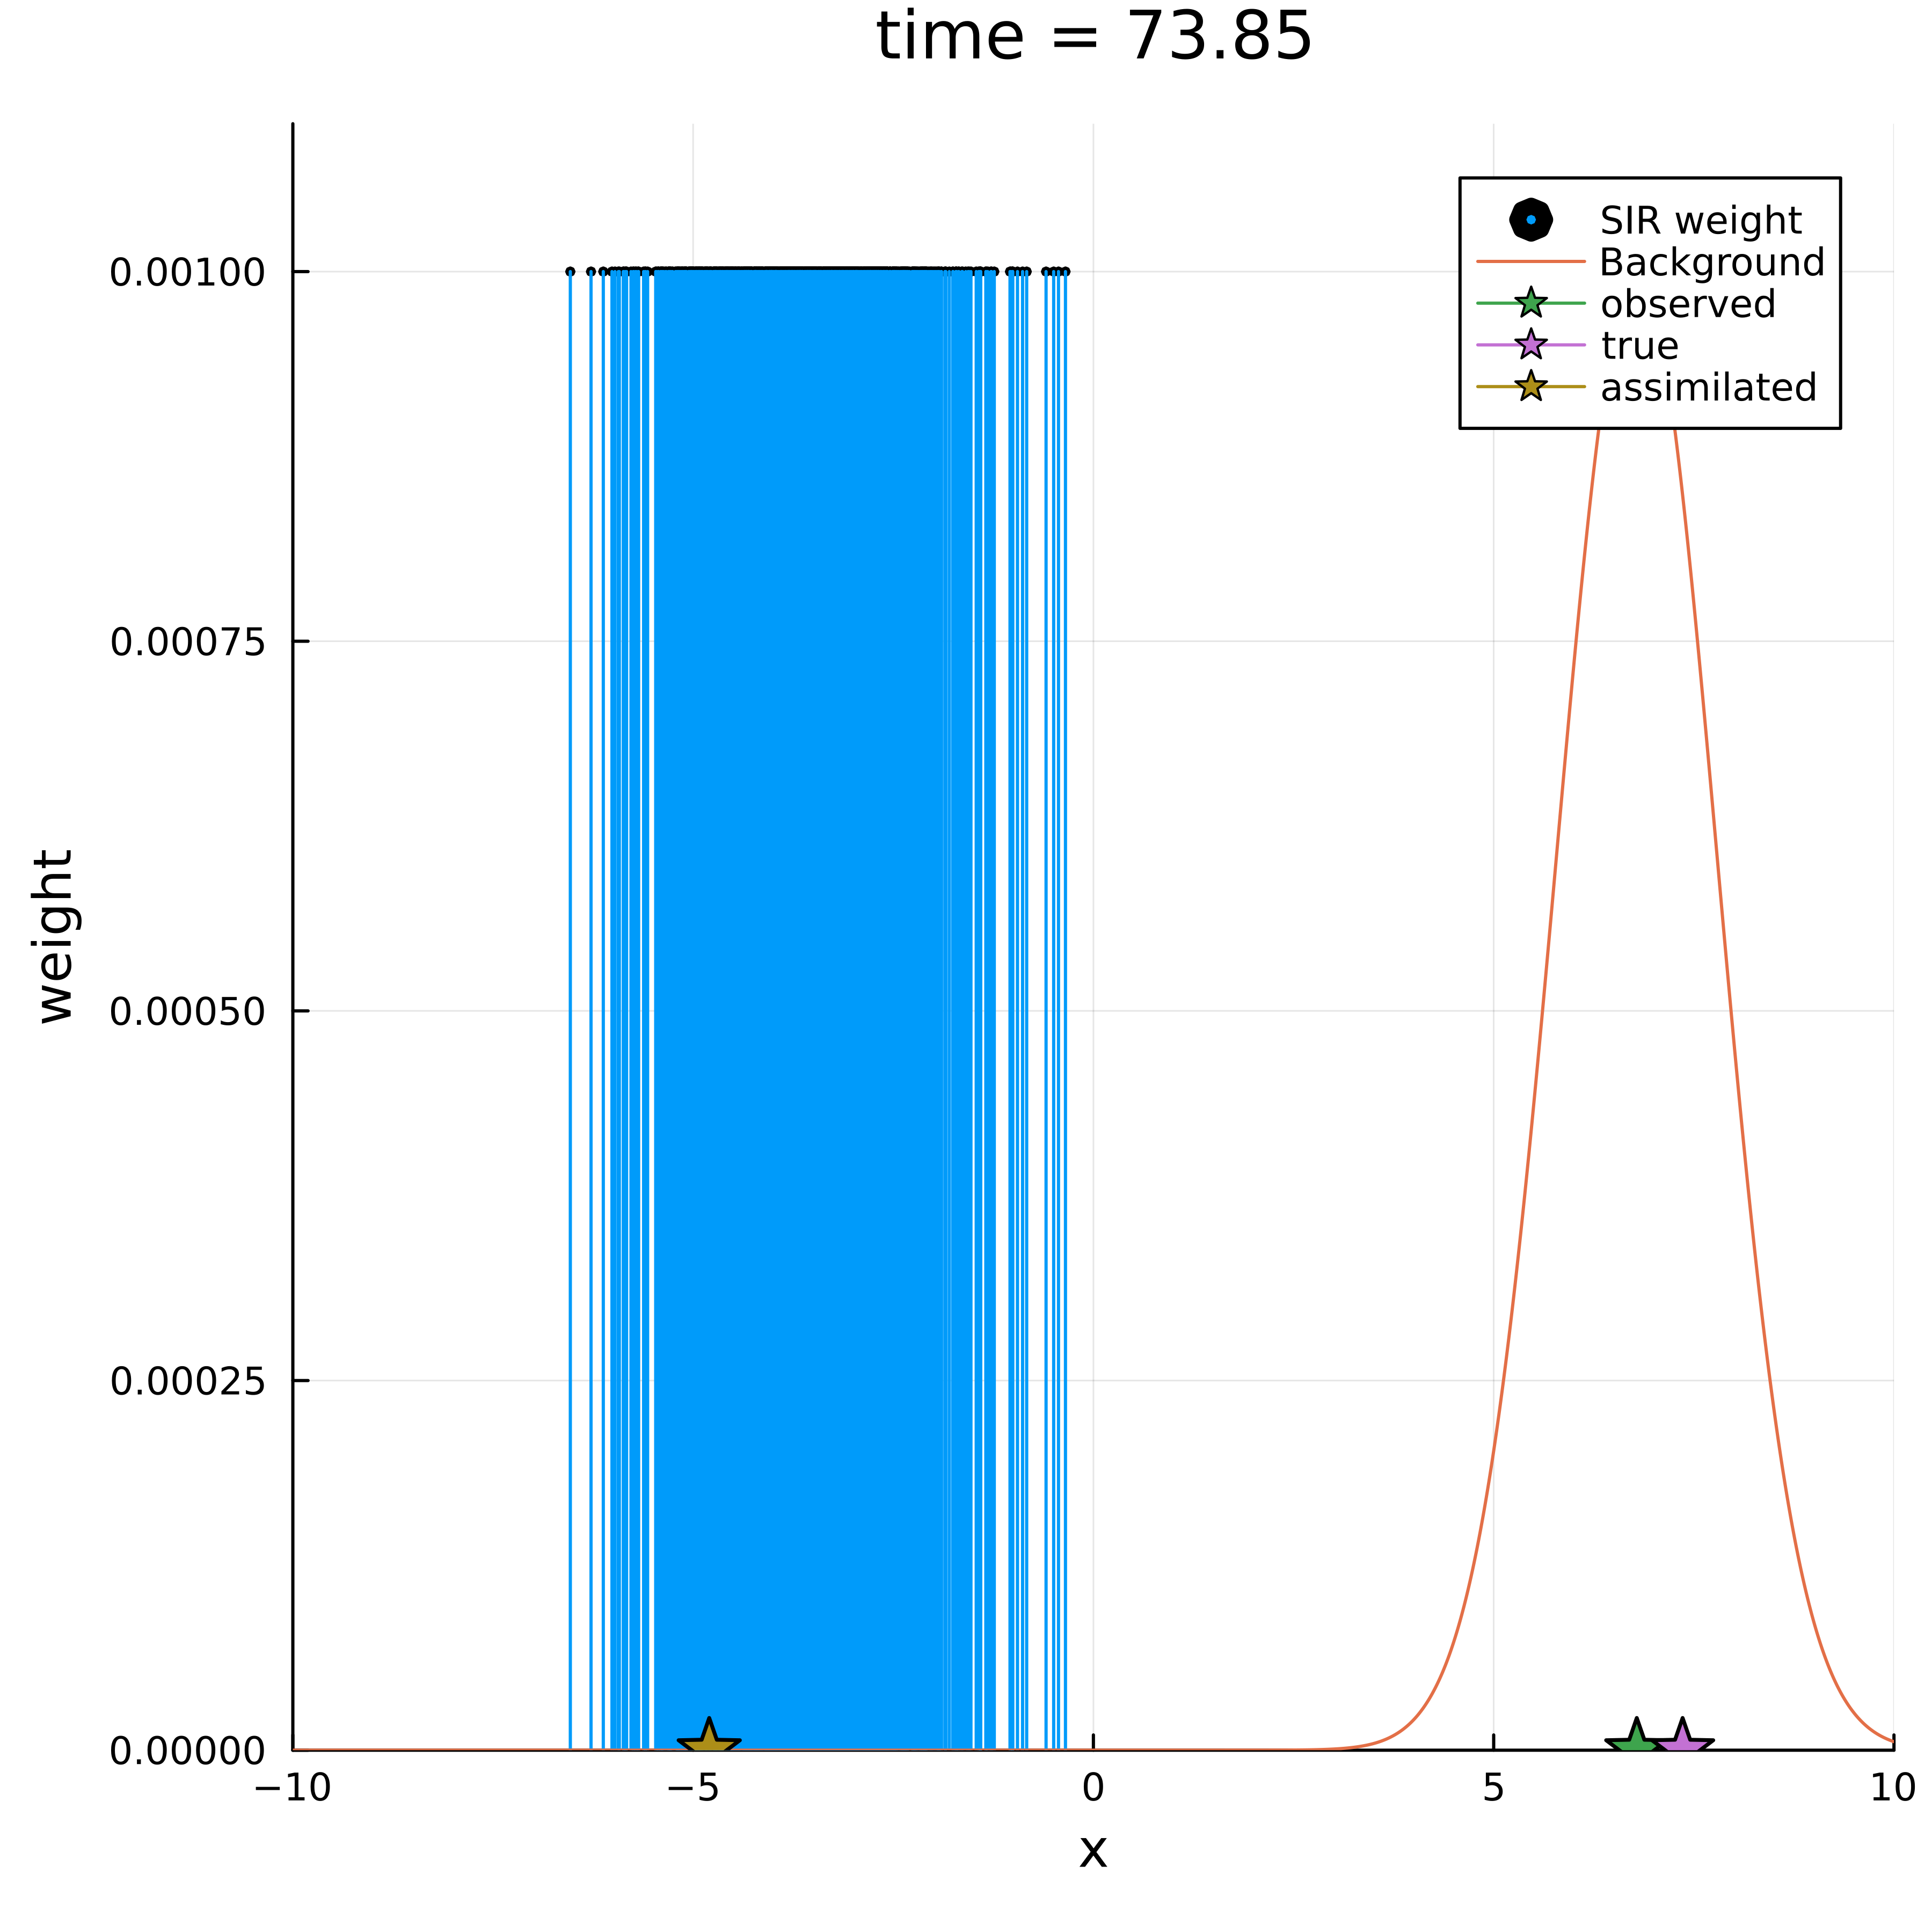 time = 73.85
SIR weight
Background
observed
true
assimilated
0.00100
0.00075
0.00050
0.00025
0.00000
weight
−10
−5
0
5
10
x